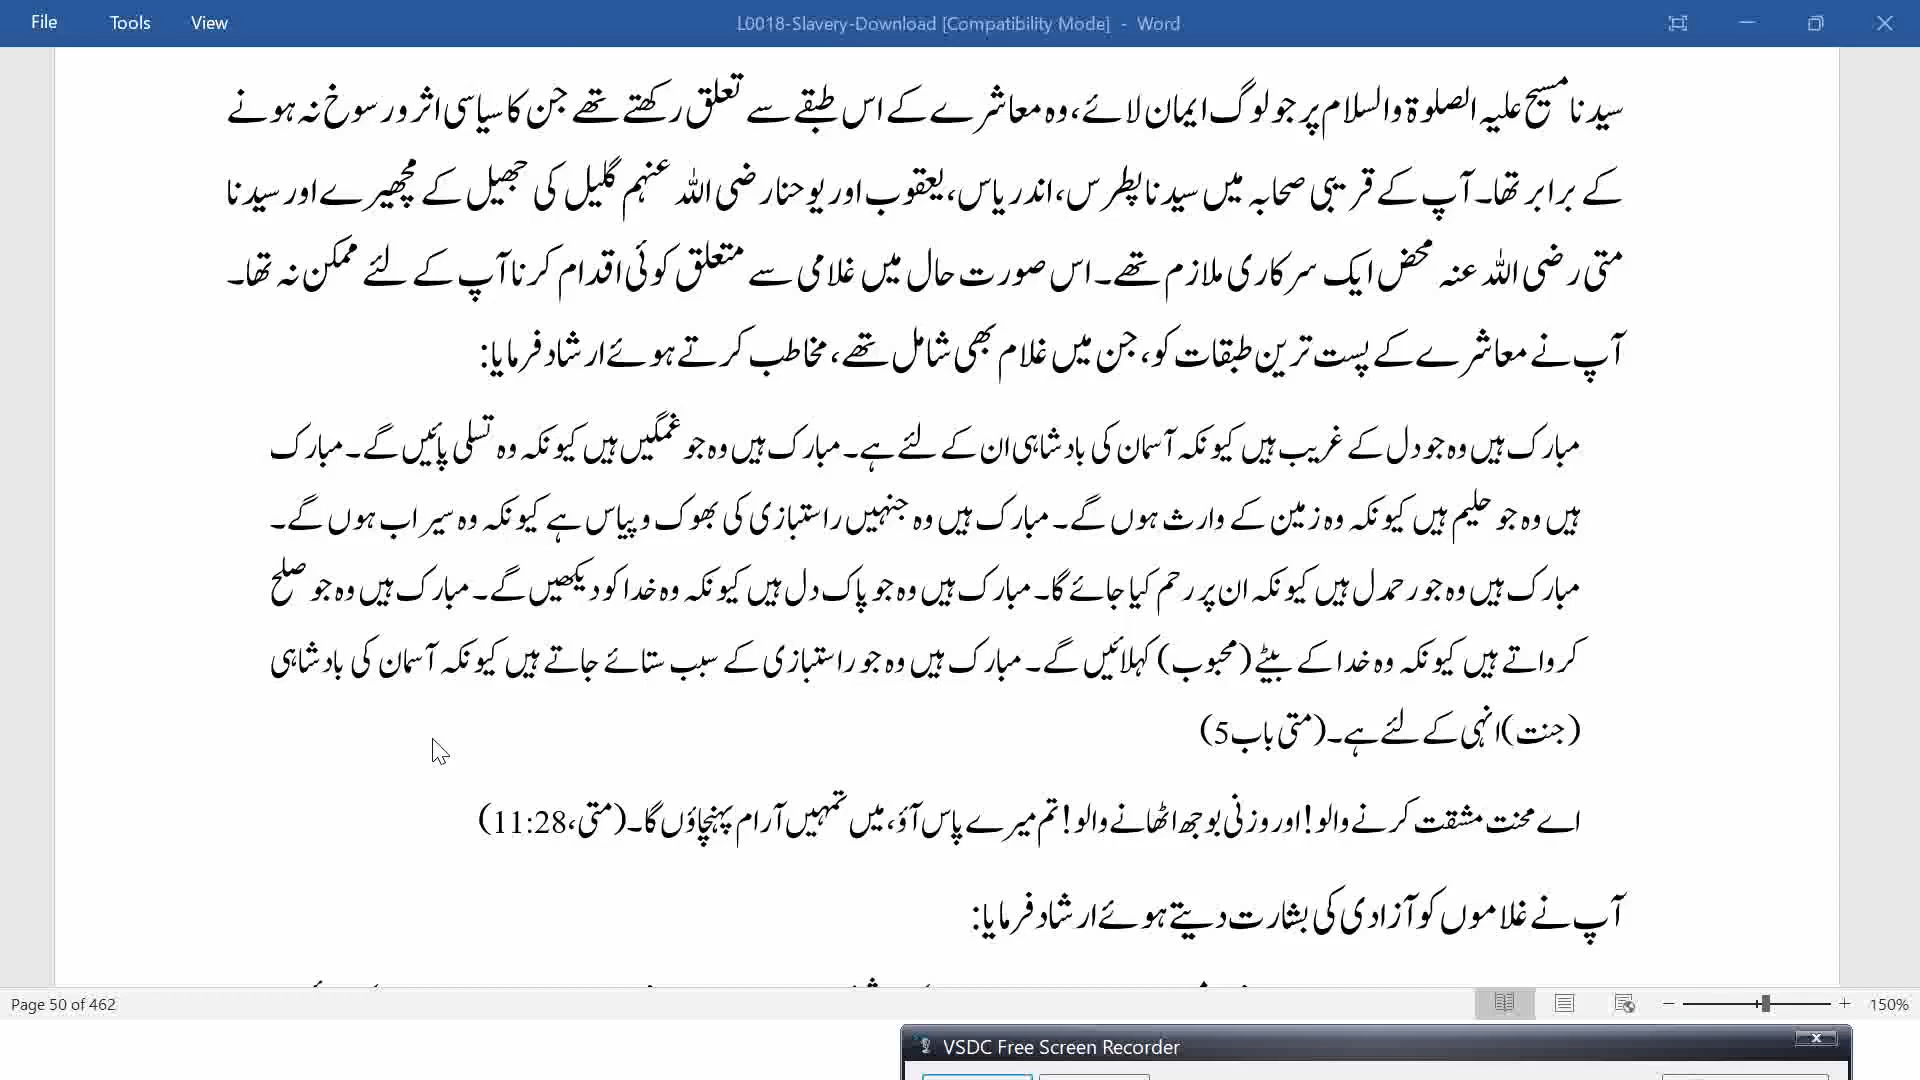 File Tools View L0018-Slavery-Download [Compatibility Mode] - Word
سیدنا مسیح علیہ الصلوۃ والسلام پر جو لوگ ایمان لائے، وہ معاشرے کے اس طبقے سے تعلق رکھتے تھے جن کا سیاسی اثر و رسوخ نہ ہونے
کے برابر تھا۔ آپ کے قریبی صحابہ میں سیدنا پطرس، اندریاس، یعقوب اور یوحنا رضی اللہ عنہم گلیل کی جھیل کے مچھیرے اور سیدنا
متی رضی اللہ عنہ محض ایک سرکاری ملازم تھے۔ اس صورت حال میں غلامی سے متعلق کوئی اقدام کرنا آپ کے لئے ممکن نہ تھا۔
آپ نے معاشرے کے پست ترین طبقات کو، جن میں غلام بھی شامل تھے، مخاطب کرتے ہوئے ارشاد فرمایا:
مبارک ہیں وہ جو دل کے غریب ہیں کیونکہ آسمان کی بادشاہی ان کے لئے ہے۔ مبارک ہیں وہ جو غمگیں ہیں کیونکہ وہ تسلی پائیں گے۔ مبارک
ہیں وہ جو حلیم ہیں کیونکہ وہ زمین کے وارث ہوں گے۔ مبارک ہیں وہ جنہیں راستبازی کی بھوک و پیاس ہے کیونکہ وہ سیراب ہوں گے۔
مبارک ہیں وہ جو رحمدل ہیں کیونکہ ان پر رحم کیا جائے گا۔ مبارک ہیں وہ جو پاک دل ہیں کیونکہ وہ خدا کو دیکھیں گے۔ مبارک ہیں وہ جو صلح
کرواتے ہیں کیونکہ وہ خدا کے بیٹے (محبوب) کہلائیں گے۔ مبارک ہیں وہ جو راستبازی کے سبب ستائے جاتے ہیں کیونکہ آسمان کی بادشاہی
(جنت) انہی کے لئے ہے۔ (متی باب 5)
اے محنت مشقت کرنے والو! اور وزنی بوجھ اٹھانے والو! تم میرے پاس آؤ، میں تمہیں آرام پہنچاؤں گا۔ (متی، 11:28)
آپ نے غلاموں کو آزادی کی بشارت دیتے ہوئے ارشاد فرمایا:
Page 50 of 462 150%
VSDC Free Screen Recorder